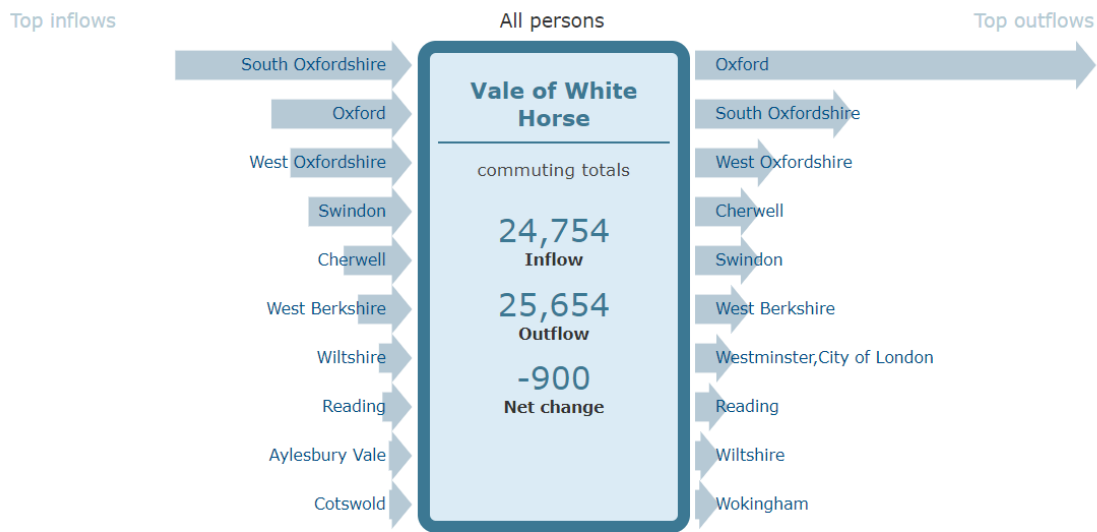 Top inflows
All persons
Top outflows
South Oxfordshire
Oxford
West Oxfordshire
Swindon
Cherwell
West Berkshire
Wiltshire
Reading
Aylesbury Vale
Cotswold
Vale of White
Horse
commuting totals
24,754
Inflow
25,654
Outflow
-900
Net change
Oxford
South Oxfordshire
West Oxfordshire
Cherwell
Swindon
West Berkshire
Westminster,City of London
Reading
Wiltshire
Wokingham